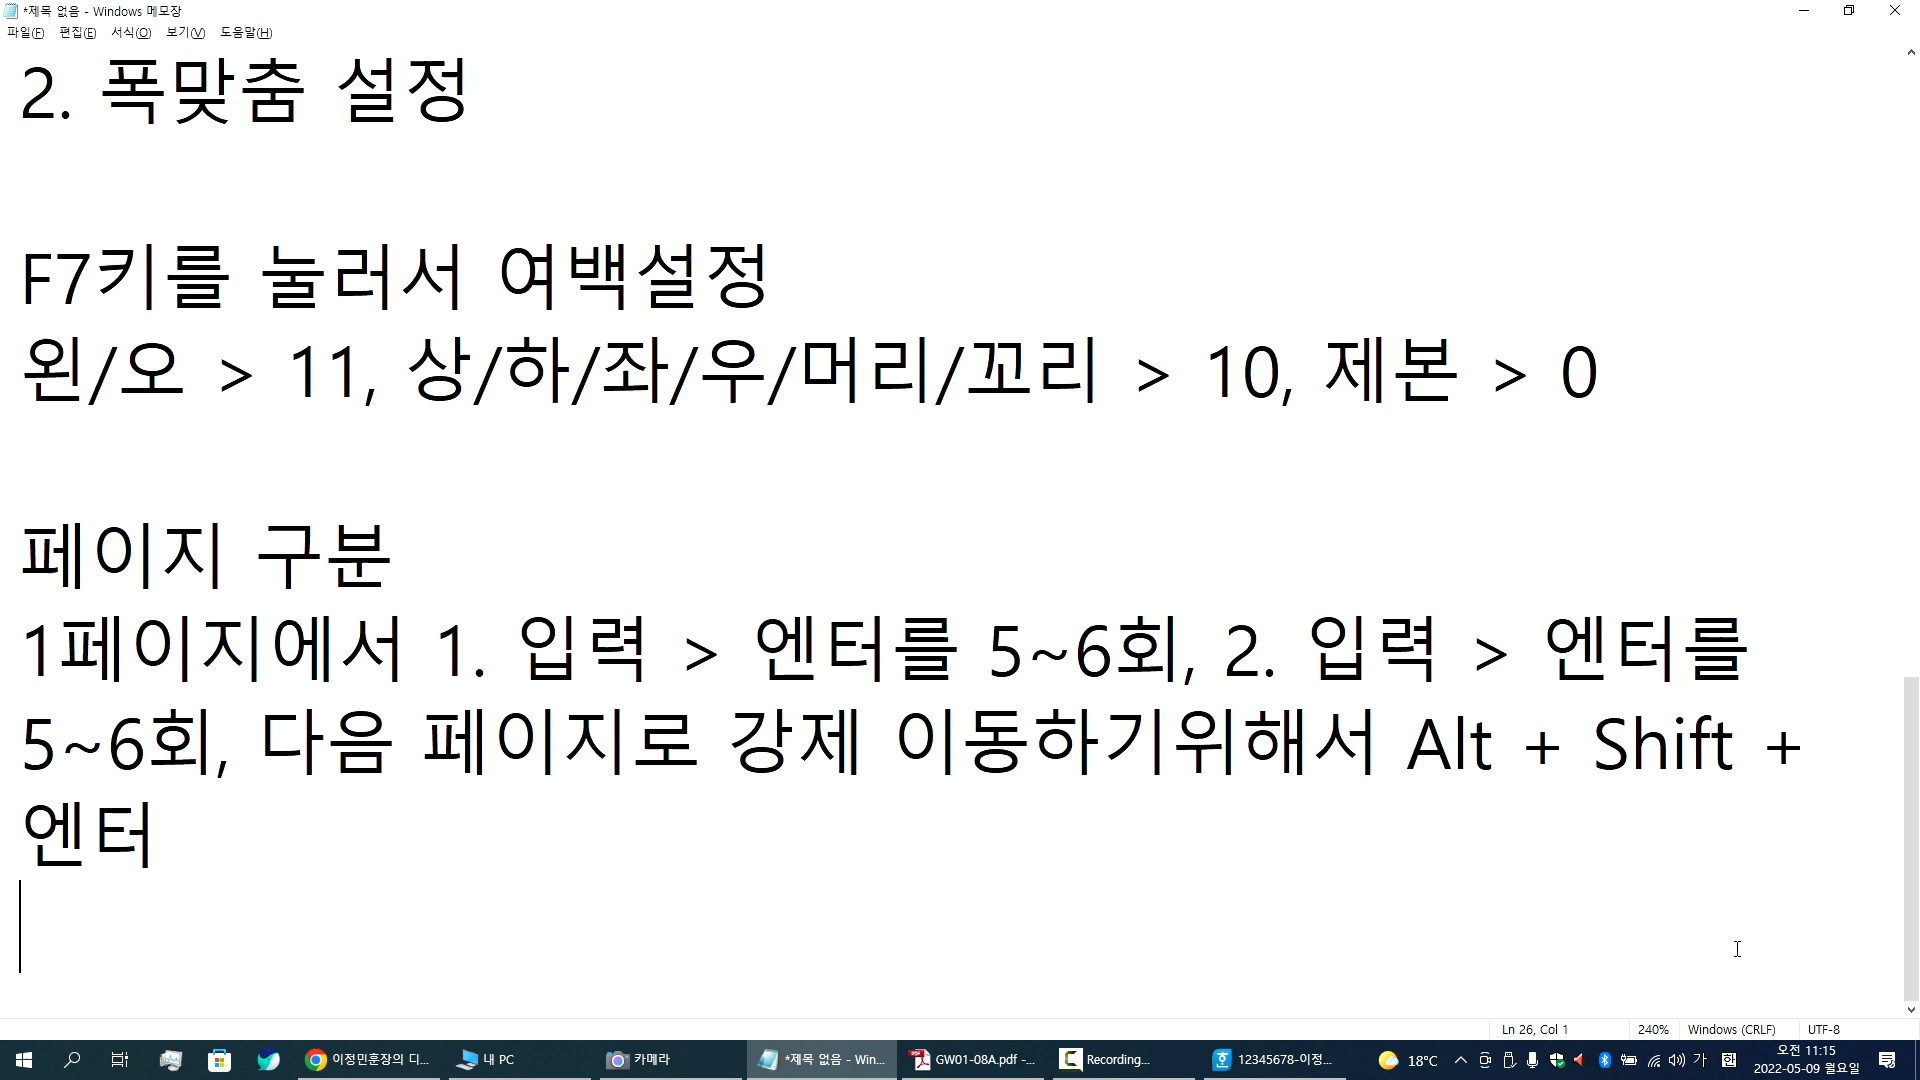 *제목 없음 - Windows 메모장
파일(F) 편집(E) 서식(O) 보기(V) 도움말(H)
2. 폭맞춤 설정
F7키를 눌러서 여백설정
왼/오 > 11, 상/하/좌/우/머리/꼬리 > 10, 제본 > 0
페이지 구분
1페이지에서 1. 입력 > 엔터를 5~6회, 2. 입력 > 엔터를
5~6회, 다음 페이지로 강제 이동하기위해서 Alt + Shift +
엔터
Ln 26, Col 1 240% Windows (CRLF) UTF-8
이정민훈장의 디... 내 PC 카메라 *제목 없음 - Win... GW01-08A.pdf -... Recording... 12345678-이정... 18°C 가 한 오전 11:15
2022-05-09 월요일